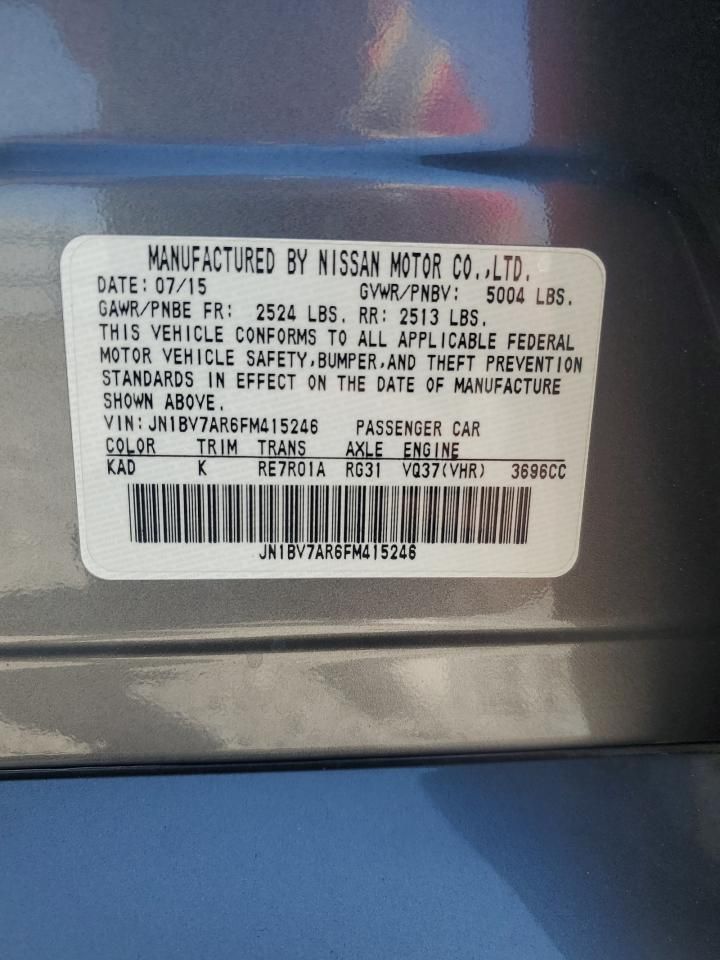 MANUFACTURED BY NISSAN MOTOR CO.,LTD.
DATE: 07/15 GVWR/PNBV: 5004 LBS.
GAWR/PNBE FR: 2524 LBS. RR: 2513 LBS.
THIS VEHICLE CONFORMS TO ALL APPLICABLE FEDERAL
MOTOR VEHICLE SAFETY,BUMPER,AND THEFT PREVENTION
STANDARDS IN EFFECT ON THE DATE OF MANUFACTURE
SHOWN ABOVE.
VIN:JN1BV7AR6FM415246 PASSENGER CAR
COLOR TRIM TRANS AXLE ENGINE
KAD K RE7R01A RG31 VQ37(VHR) 3696CC
JN1BV7AR6FM415246